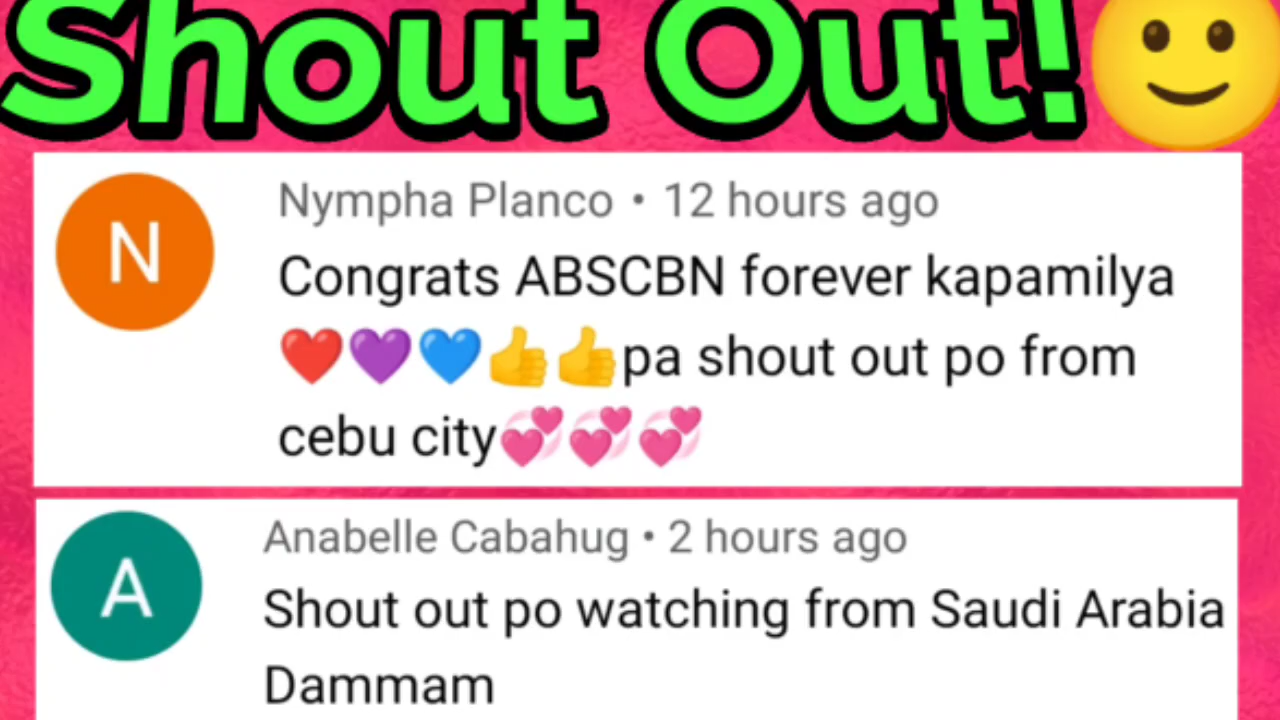 Shout Out!🙂
N
Nympha Planco • 12 hours ago
Congrats ABSCBN forever kapamilya
❤️💜💙👍👍pa shout out po from
cebu city💞💞💞
A
Anabelle Cabahug • 2 hours ago
Shout out po watching from Saudi Arabia
Dammam